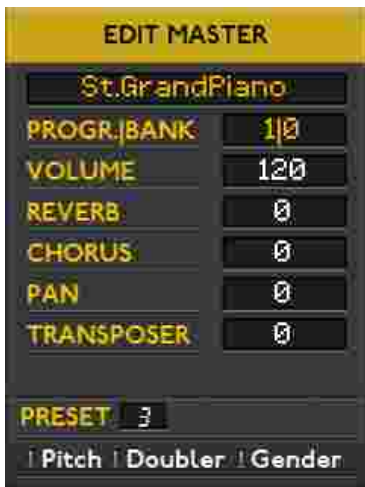 EDIT MASTER
St.GrandPiano
PROGR.|BANK 1|0
VOLUME 120
REVERB 0
CHORUS 0
PAN 0
TRANSPOSER 0
PRESET 3
! Pitch ! Doubler ! Gender